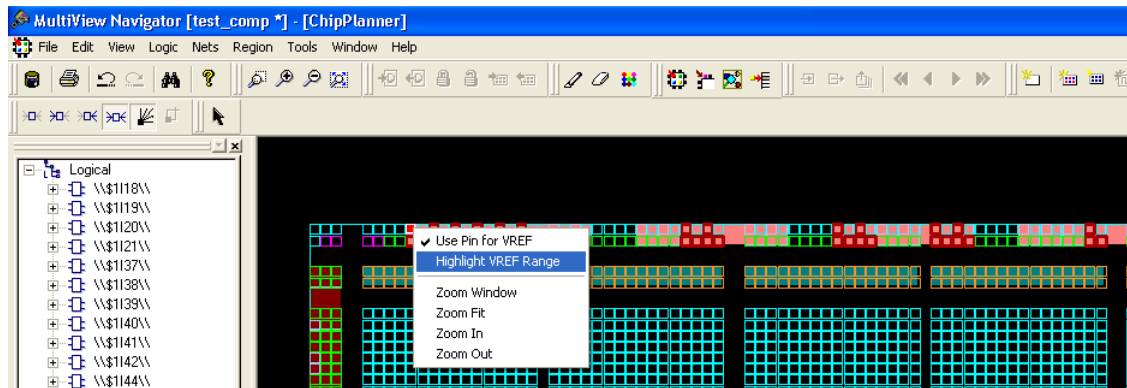 MultiView Navigator [test_comp *] - [ChipPlanner]
File Edit View Logic Nets Region Tools Window Help
Logical
\\$1I18\\
\\$1I19\\
\\$1I20\\
\\$1I21\\
\\$1I37\\
\\$1I38\\
\\$1I39\\
\\$1I40\\
\\$1I41\\
\\$1I42\\
\\$1I44\\
Use Pin for VREF
Highlight VREF Range
Zoom Window
Zoom Fit
Zoom In
Zoom Out